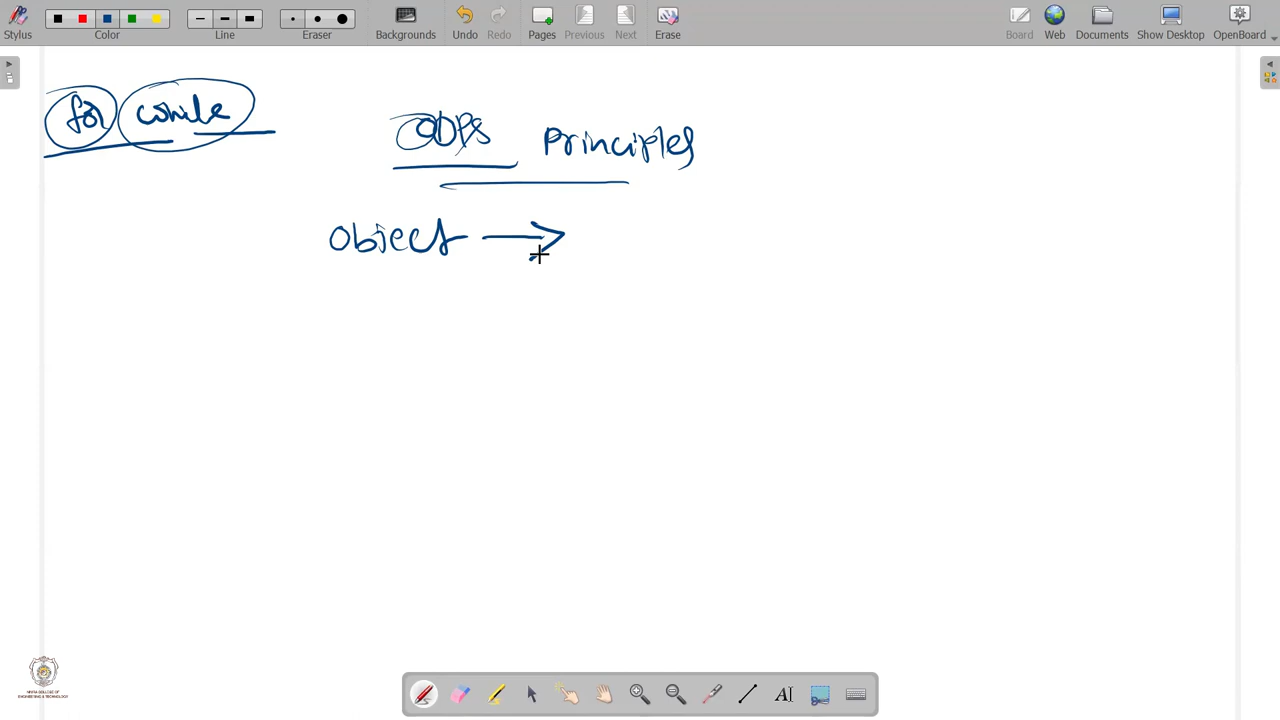 Stylus
Color
Line
Eraser
Backgrounds
Undo
Redo
Pages
Previous
Next
Erase
Board
Web
Documents
Show Desktop
OpenBoard
for while
OOPs Principles
Object →